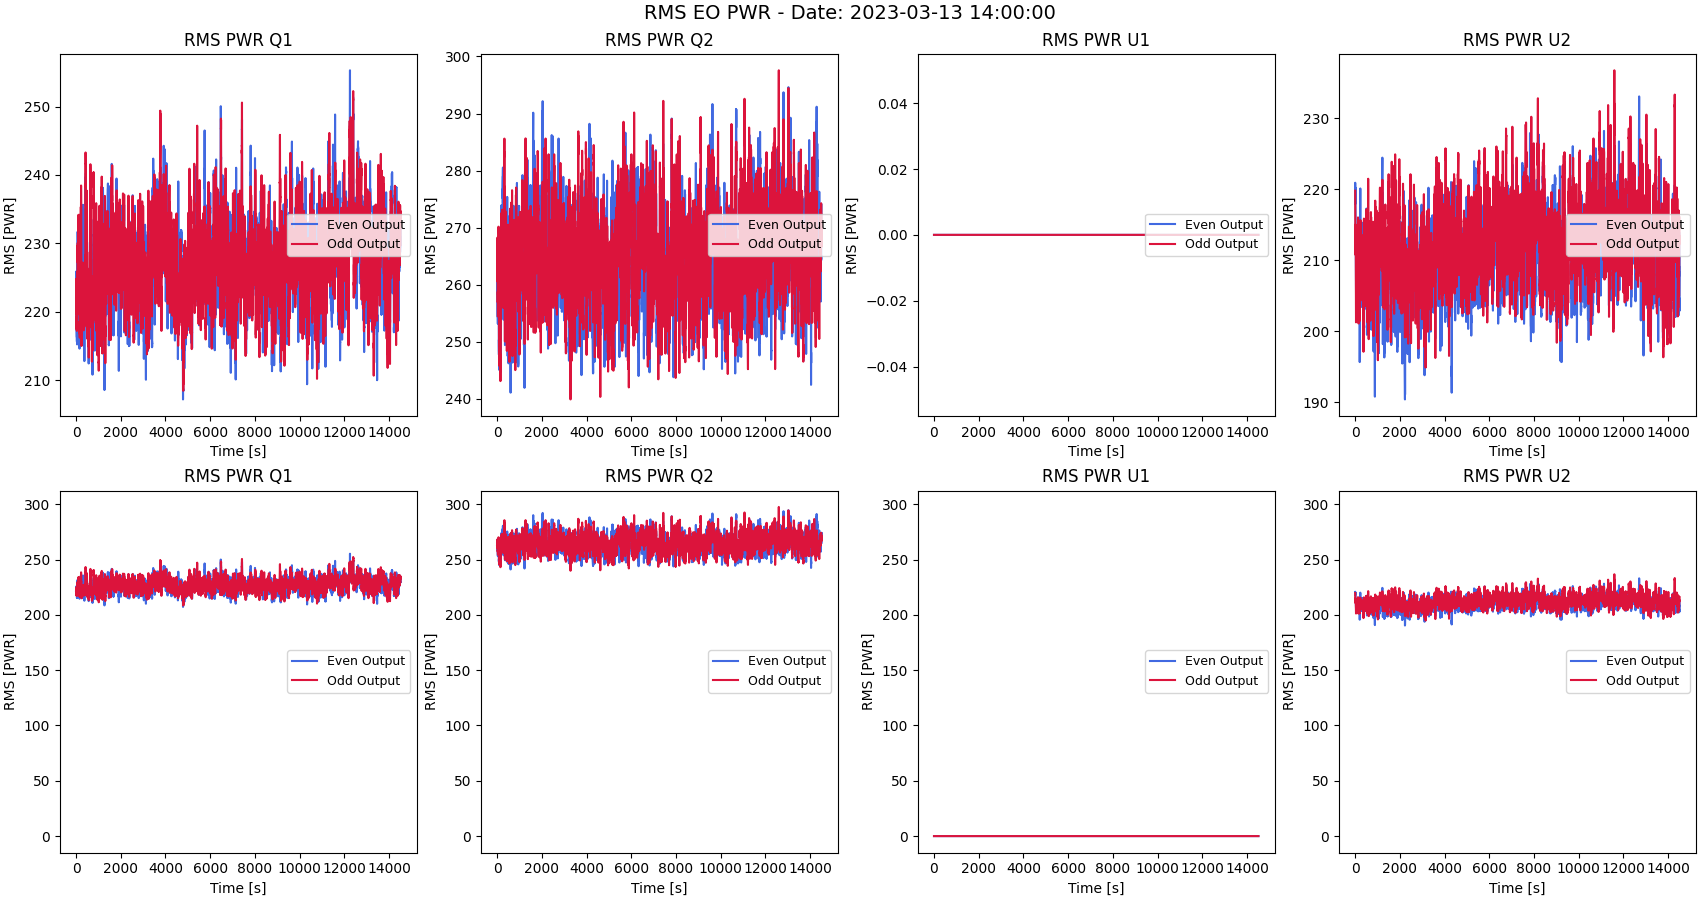 RMS EO PWR - Date: 2023-03-13 14:00:00
RMS PWR Q1
RMS [PWR]
250
240
230
220
210
0 2000 4000 6000 8000 10000 12000 14000
Time [s]
Even Output
Odd Output
RMS PWR Q2
RMS [PWR]
300
290
280
270
260
250
240
0 2000 4000 6000 8000 10000 12000 14000
Time [s]
Even Output
Odd Output
RMS PWR U1
RMS [PWR]
0.04
0.02
0.00
−0.02
−0.04
0 2000 4000 6000 8000 10000 12000 14000
Time [s]
Even Output
Odd Output
RMS PWR U2
RMS [PWR]
230
220
210
200
190
0 2000 4000 6000 8000 10000 12000 14000
Time [s]
Even Output
Odd Output
RMS PWR Q1
RMS [PWR]
300
250
200
150
100
50
0
0 2000 4000 6000 8000 10000 12000 14000
Time [s]
Even Output
Odd Output
RMS PWR Q2
RMS [PWR]
300
250
200
150
100
50
0
0 2000 4000 6000 8000 10000 12000 14000
Time [s]
Even Output
Odd Output
RMS PWR U1
RMS [PWR]
300
250
200
150
100
50
0
0 2000 4000 6000 8000 10000 12000 14000
Time [s]
Even Output
Odd Output
RMS PWR U2
RMS [PWR]
300
250
200
150
100
50
0
0 2000 4000 6000 8000 10000 12000 14000
Time [s]
Even Output
Odd Output